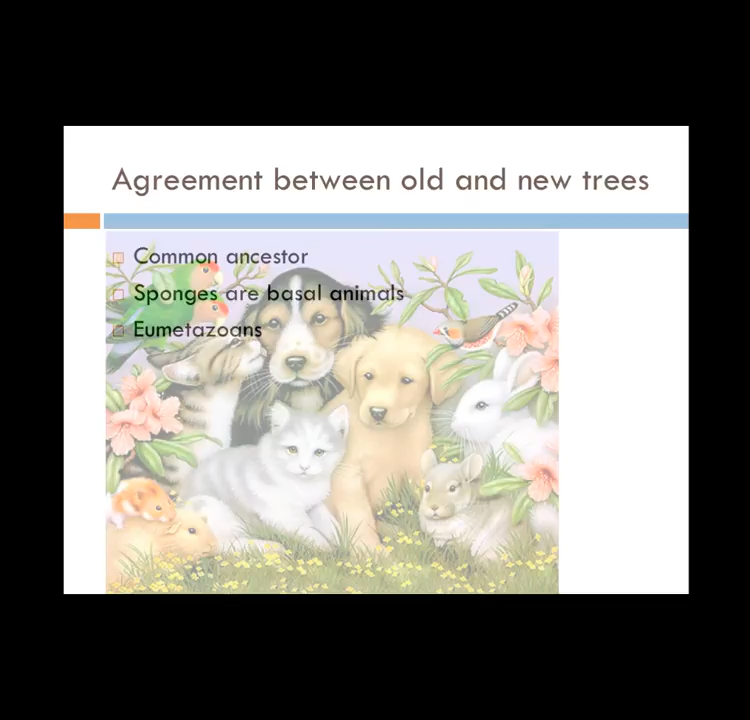 Agreement between old and new trees
Common ancestor
Sponges are basal animals
Eumetazoans